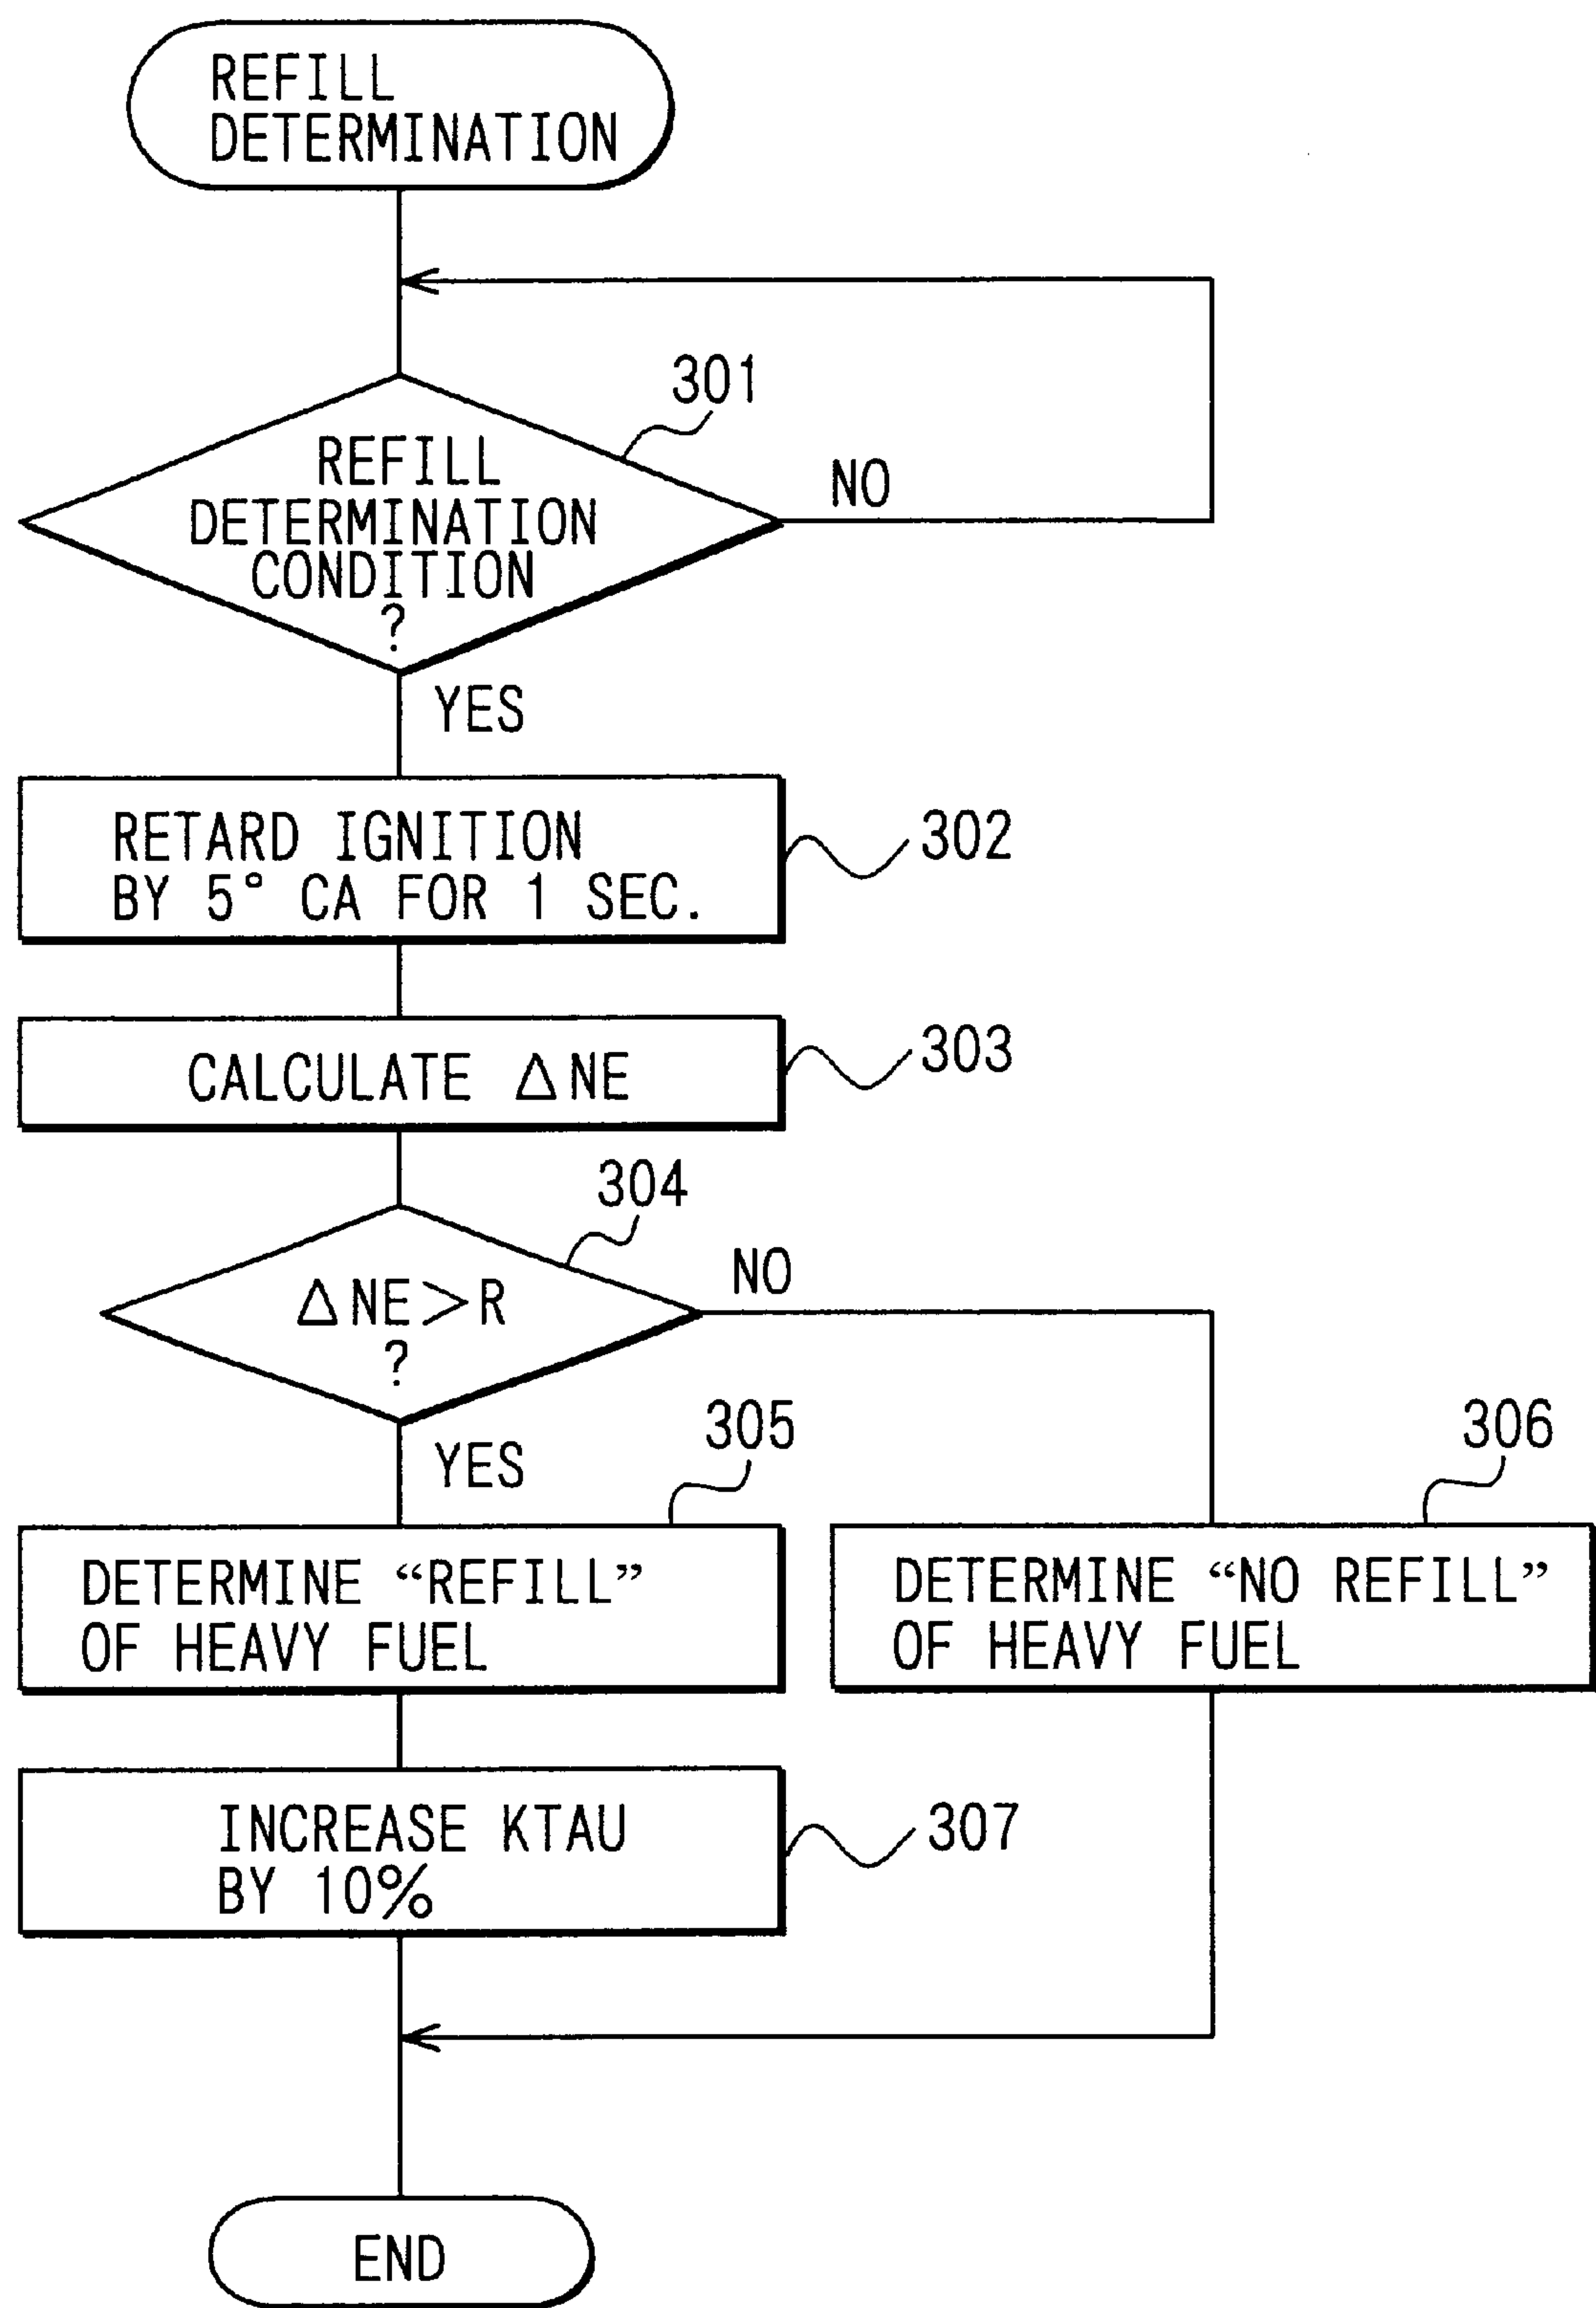 REFILL
DETERMINATION
301
REFILL
DETERMINATION
CONDITION
?
NO
YES
RETARD IGNITION
BY 5° CA FOR 1 SEC.
302
CALCULATE △NE
303
304
△NE>R
?
NO
YES
305
306
DETERMINE “REFILL”
OF HEAVY FUEL
DETERMINE “NO REFILL”
OF HEAVY FUEL
INCREASE KTAU
BY 10%
307
END